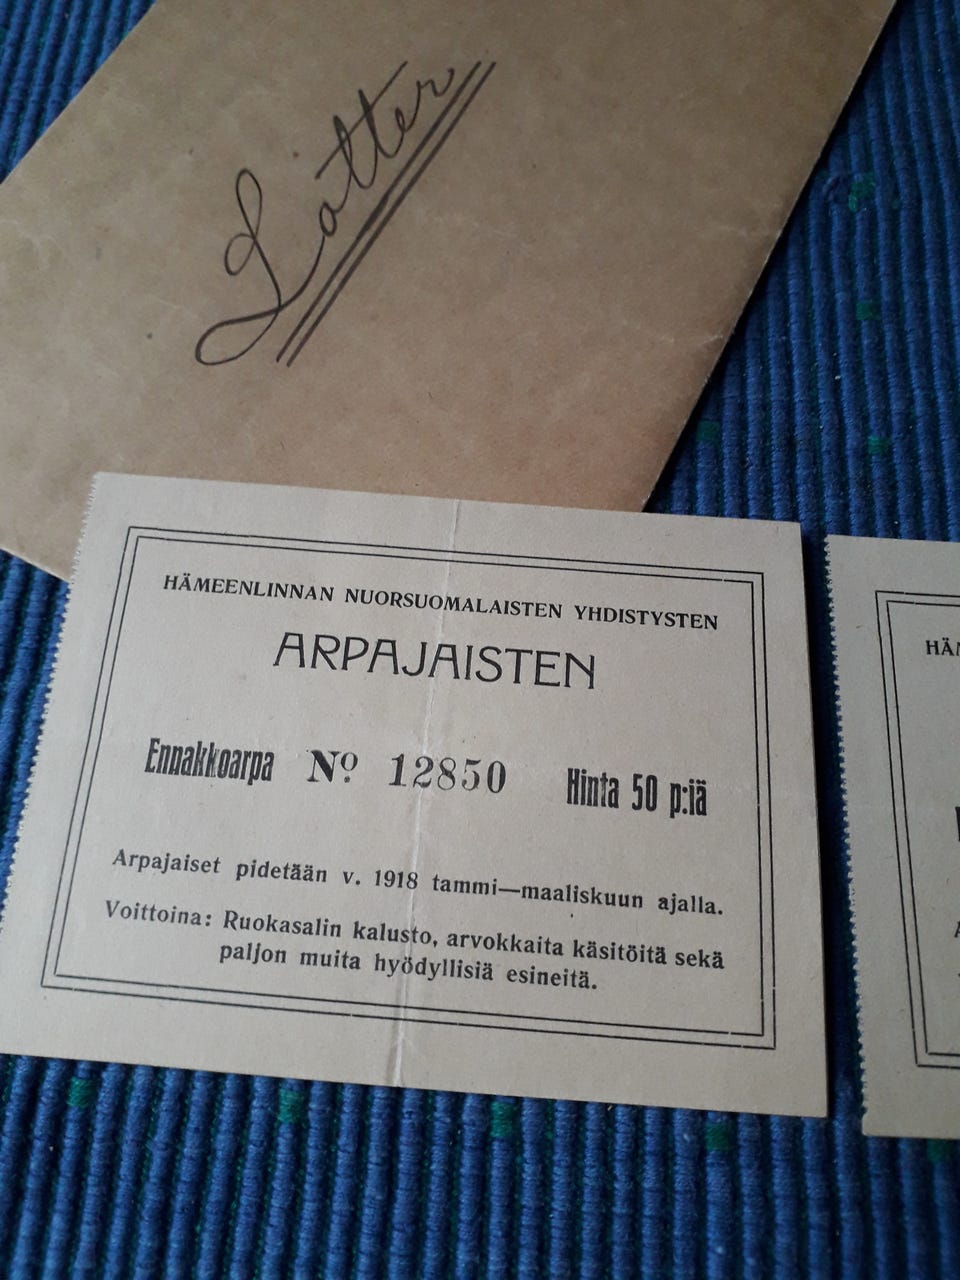 Lotter
HÄMEENLINNAN NUORSUOMALAISTEN YHDISTYSTEN
ARPAJAISTEN
Ennakkoarpa Nº 12850 Hinta 50 p:iä
Arpajaiset pidetään v. 1918 tammi—maaliskuun ajalla.
Voittoina: Ruokasalin kalusto, arvokkaita käsitöitä sekä
paljon muita hyödyllisiä esineitä.